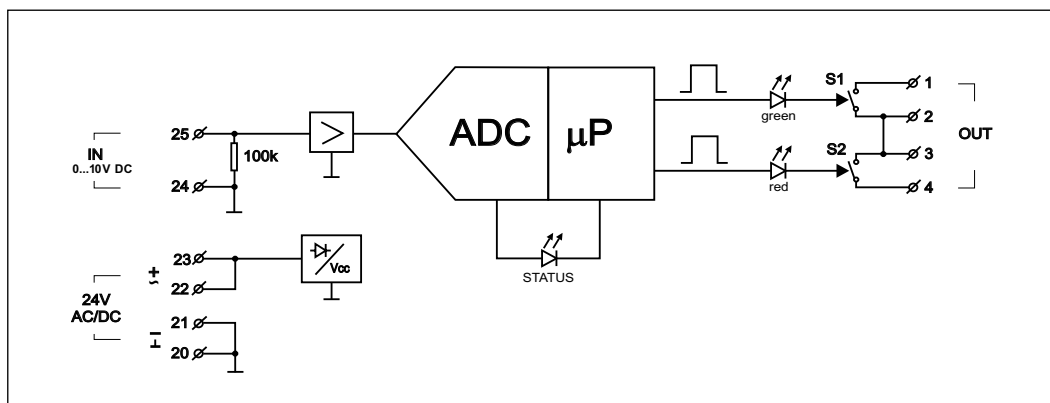 S1
1
2
ADC
µP
green
25
100k
IN
0...10V DC
24
S2
3
4
OUT
red
23
22
+
~
Vcc
STATUS
24V
AC/DC
21
20